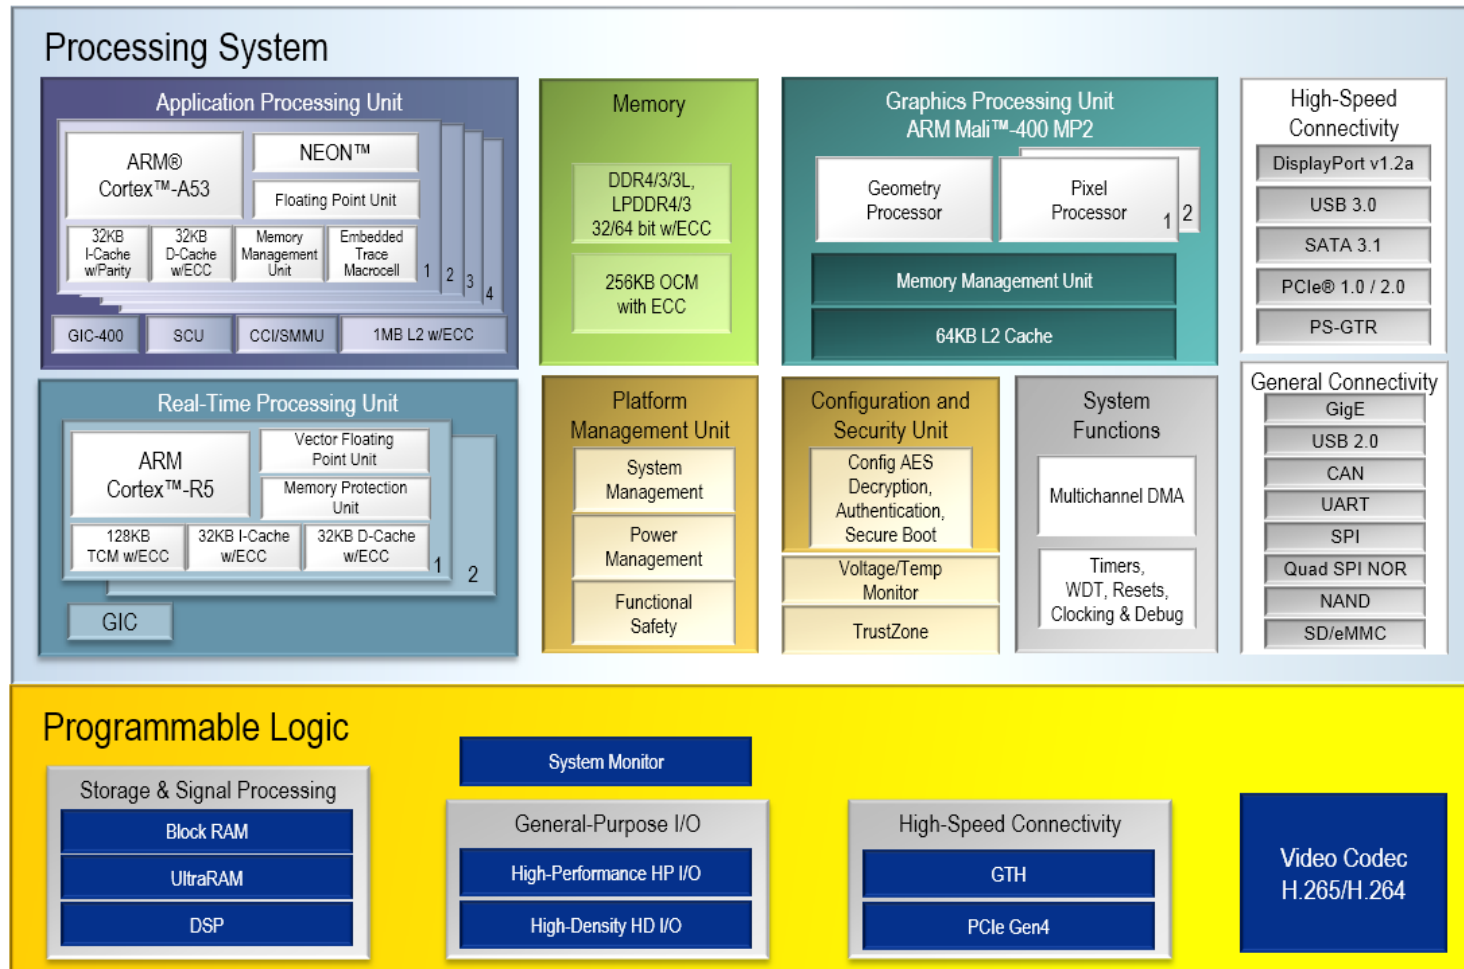 Processing System
Application Processing Unit
ARM®
Cortex™-A53
NEON™
Floating Point Unit
32KB
I-Cache
w/Parity
32KB
D-Cache
w/ECC
Memory
Management
Unit
Embedded
Trace
Macrocell
1
2
3
4
GIC-400
SCU
CCI/SMMU
1MB L2 w/ECC
Memory
DDR4/3/3L,
LPDDR4/3
32/64 bit w/ECC
256KB OCM
with ECC
Graphics Processing Unit
ARM Mali™-400 MP2
Geometry
Processor
Pixel
Processor
1
2
Memory Management Unit
64KB L2 Cache
High-Speed
Connectivity
DisplayPort v1.2a
USB 3.0
SATA 3.1
PCIe® 1.0 / 2.0
PS-GTR
Real-Time Processing Unit
ARM
Cortex™-R5
Vector Floating
Point Unit
Memory Protection
Unit
128KB
TCM w/ECC
32KB I-Cache
w/ECC
32KB D-Cache
w/ECC
1
2
GIC
Platform
Management Unit
System
Management
Power
Management
Functional
Safety
Configuration and
Security Unit
Config AES
Decryption,
Authentication,
Secure Boot
Voltage/Temp
Monitor
TrustZone
System
Functions
Multichannel DMA
Timers,
WDT, Resets,
Clocking & Debug
General Connectivity
GigE
USB 2.0
CAN
UART
SPI
Quad SPI NOR
NAND
SD/eMMC
Programmable Logic
Storage & Signal Processing
Block RAM
UltraRAM
DSP
System Monitor
General-Purpose I/O
High-Performance HP I/O
High-Density HD I/O
High-Speed Connectivity
GTH
PCIe Gen4
Video Codec
H.265/H.264